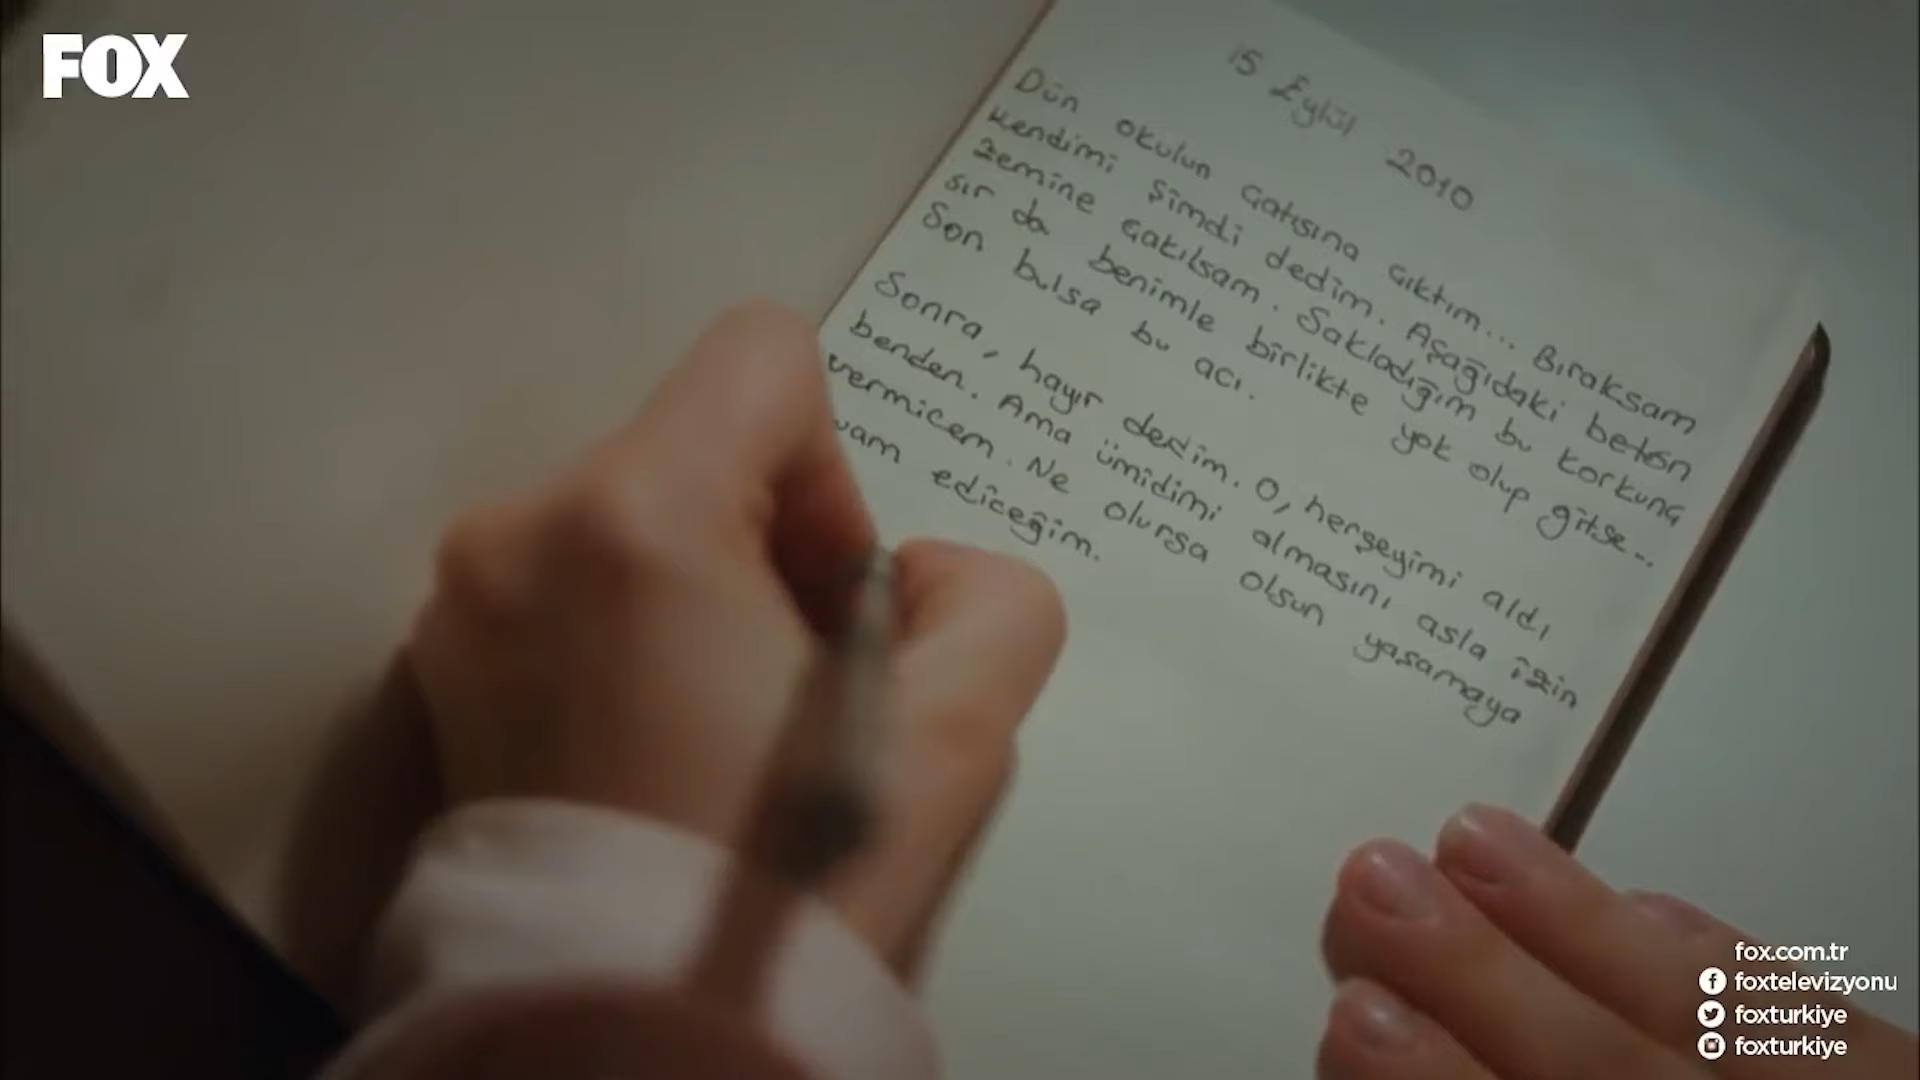 FOX
15 Eylül 2010
Dün okulun çatısına çıktım... Bıraksam
kendimi şimdi dedim. Aşağıdaki beton
zemine çakılsam. Sakladığım bu korkunç
sır da benimle birlikte yok olup gitse...
Son bulsa bu acı.
Sonra, hayır dedim. O, herşeyimi aldı
benden. Ama ümidimi almasını asla izin
vermicem. Ne olursa olsun yaşamaya
vam ediceğim.
fox.com.tr
foxtelevizyonu
foxturkiye
foxturkiye